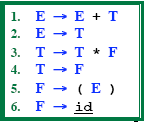 1. E → E + T
2. E → T
3. T → T * F
4. T → F
5. F → ( E )
6. F → id